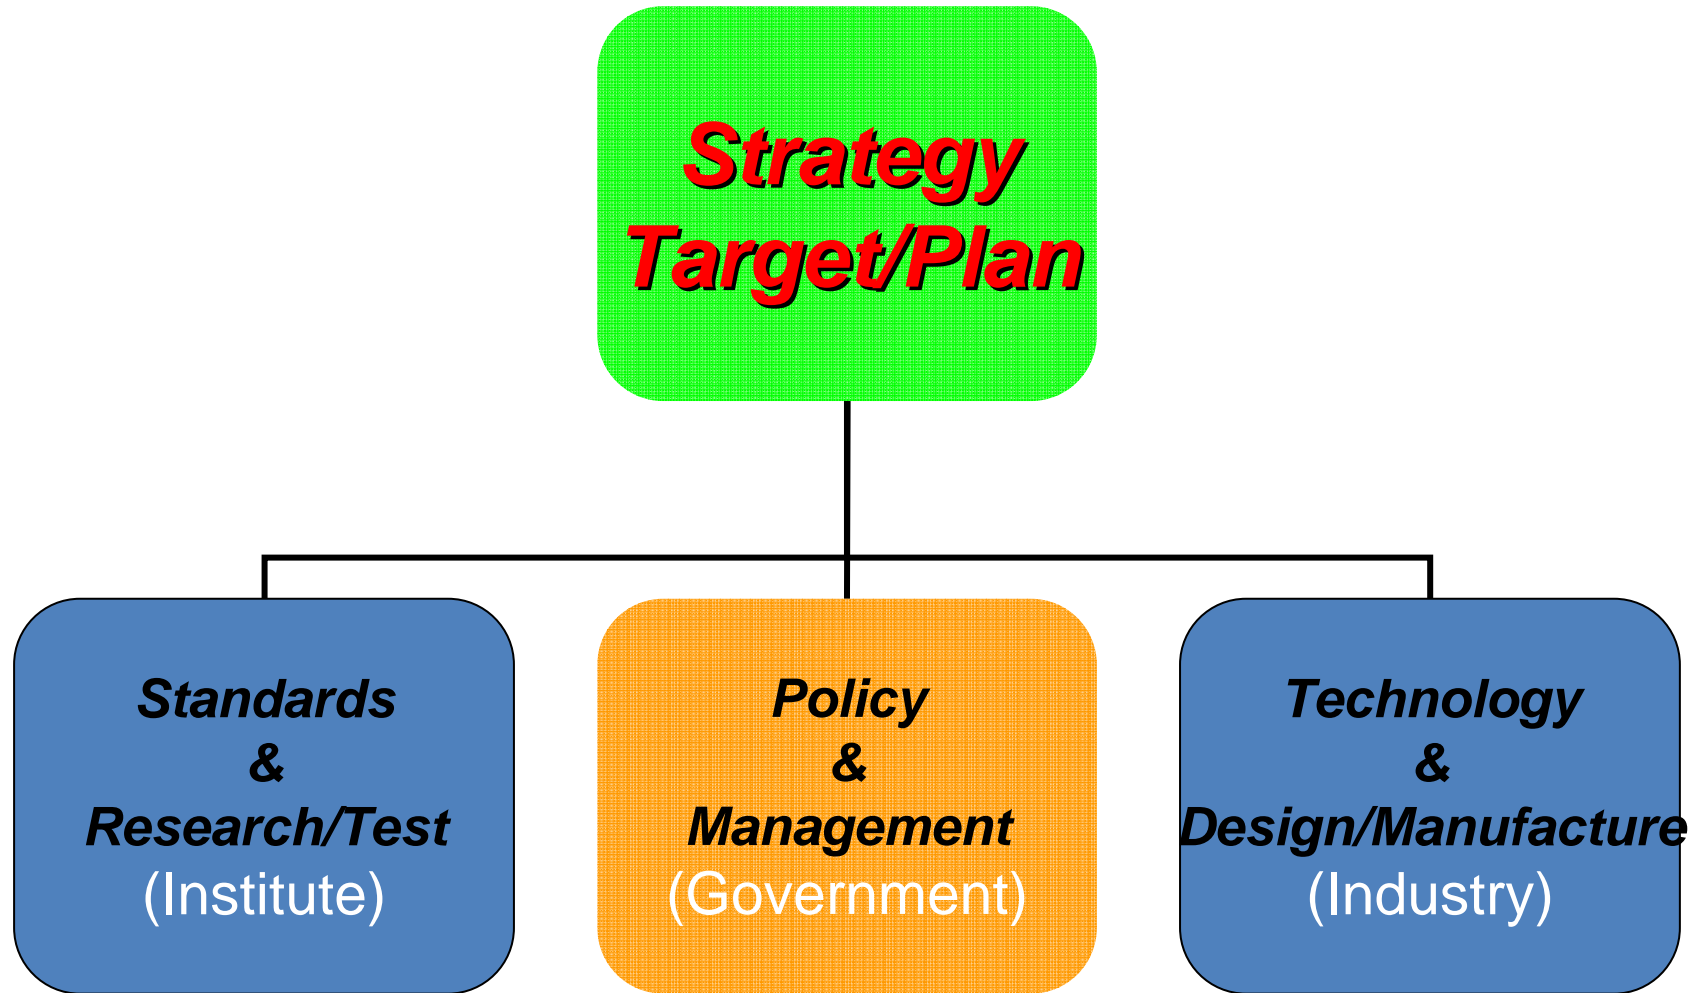 Strategy
Target/Plan
Standards
&
Research/Test
(Institute)
Policy
&
Management
(Government)
Technology
&
Design/Manufacture
(Industry)